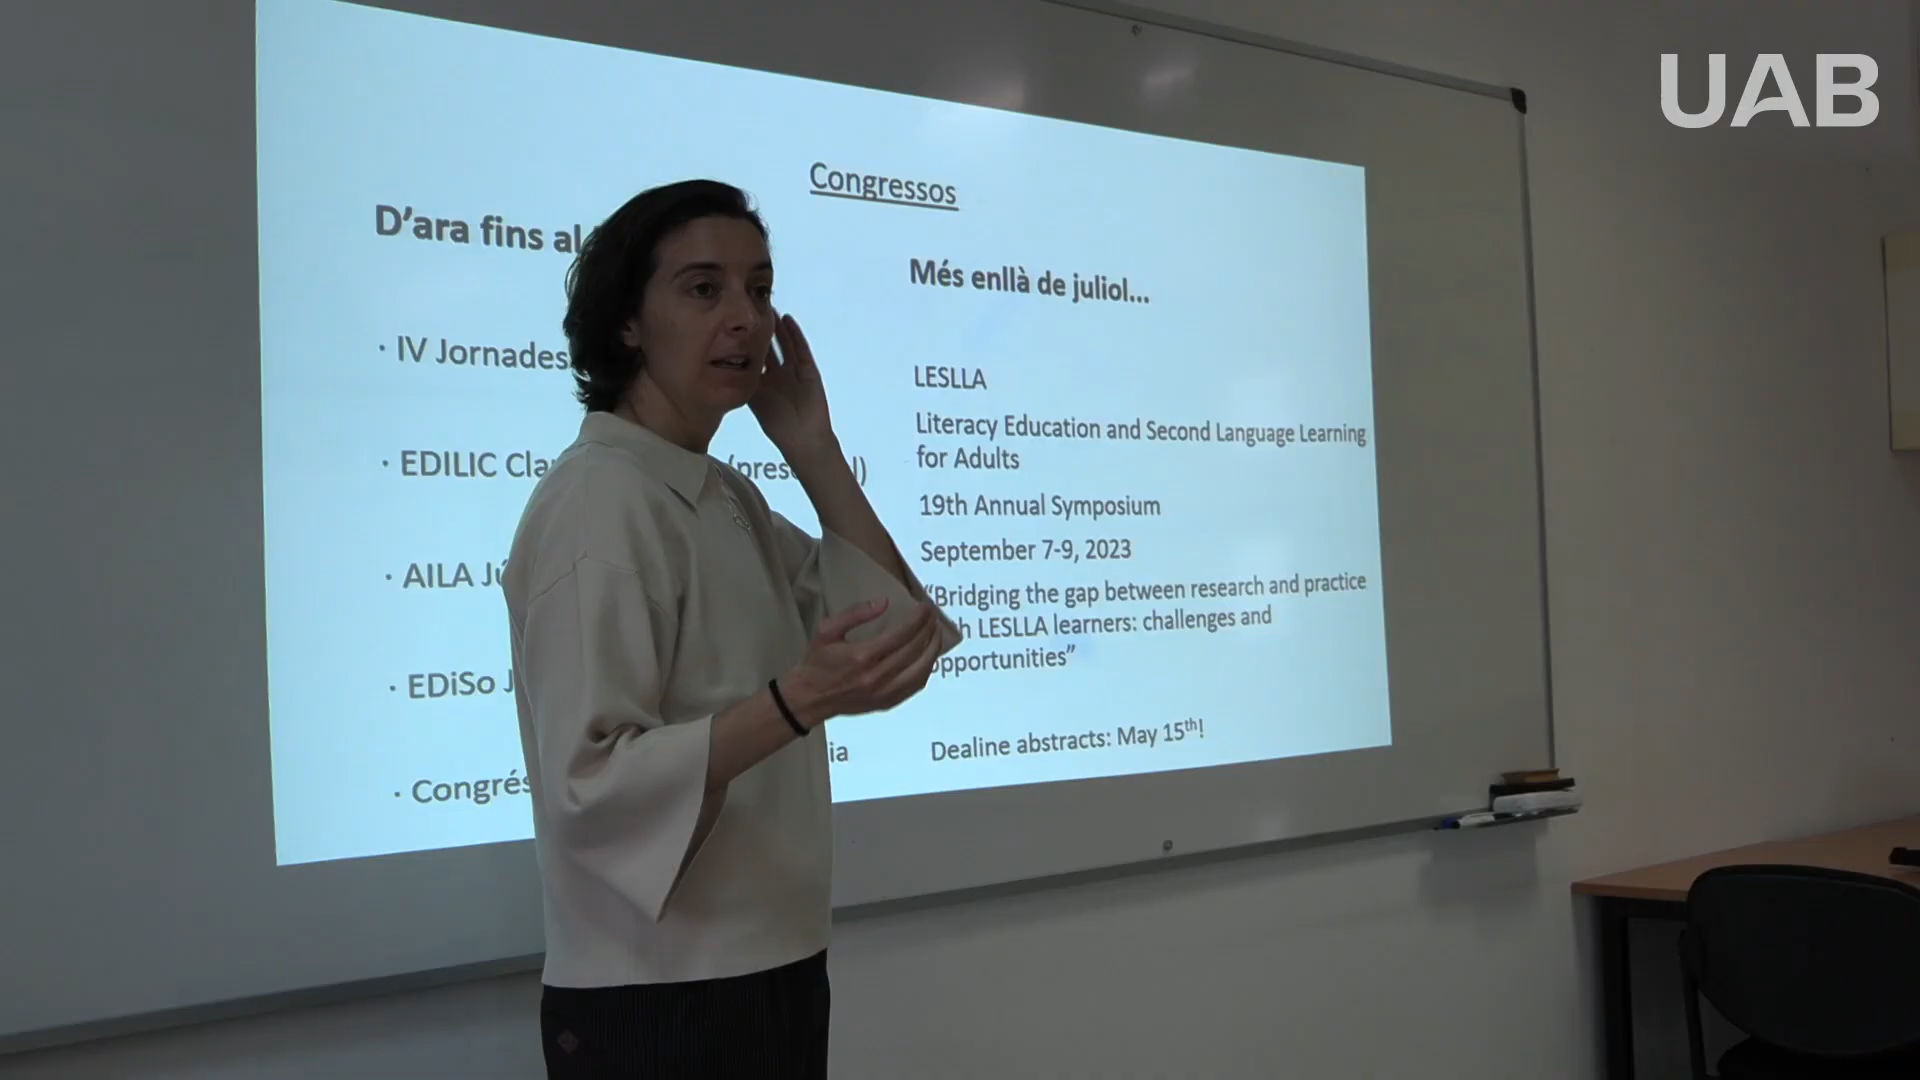 UAB
Congressos
D'ara fins al
· IV Jornades
· EDILIC
· AILA
· EDiSo
· Congrés
Més enllà de juliol...
LESLLA
Literacy Education and Second Language Learning
for Adults
19th Annual Symposium
September 7-9, 2023
“Bridging the gap between research and practice
LESLLA learners: challenges and
opportunities”
Dealine abstracts: May 15th!